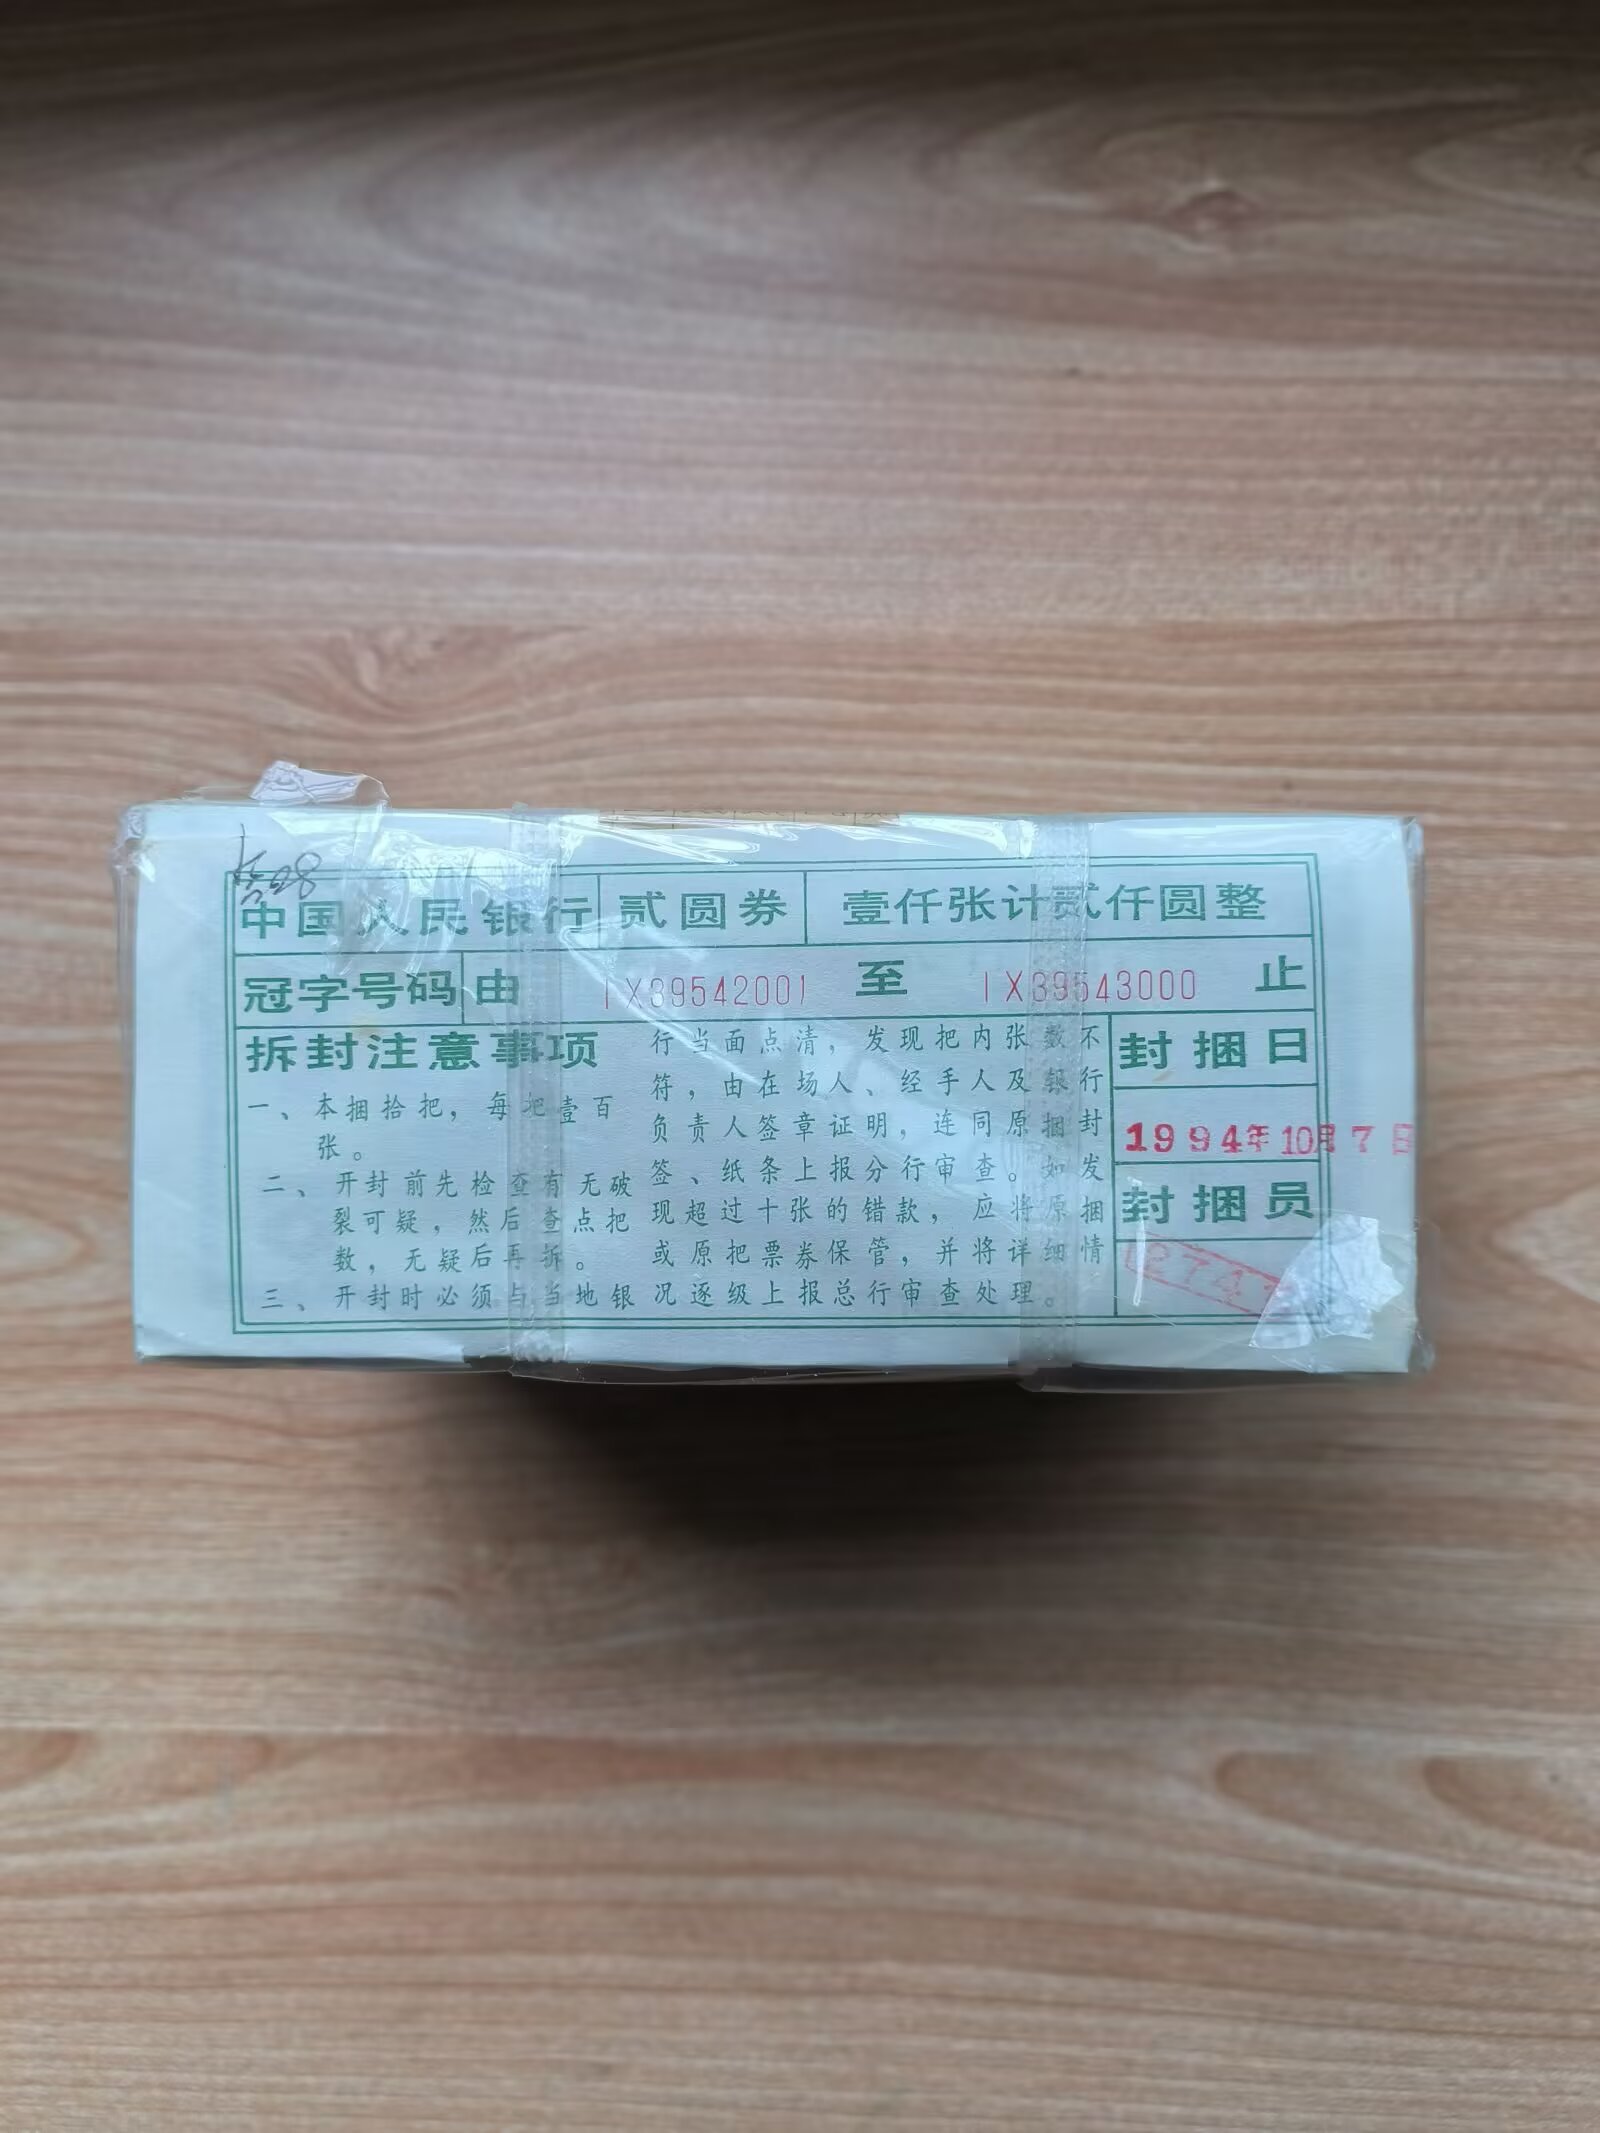 中国人民银行 贰圆券 壹仟张计贰仟圆整
冠字号码 由 IX39542001 至 IX39543000 止
拆封注意事项
一、本捆拾把，每把壹百
张。
二、开封前先检查有无破
裂可疑，然后查点把
数，无疑后再拆。
三、开封时必须与当地银
行当面点清，发现把内张数不
符，由在场人、经手人及银行
负责人签章证明，连同原捆封
签、纸条上报分行审查。如发
现超过十张的错款，应将原捆
或原把票券保管，并将详细情
况逐级上报总行审查处理。
封捆日
1994年10月7日
封捆员